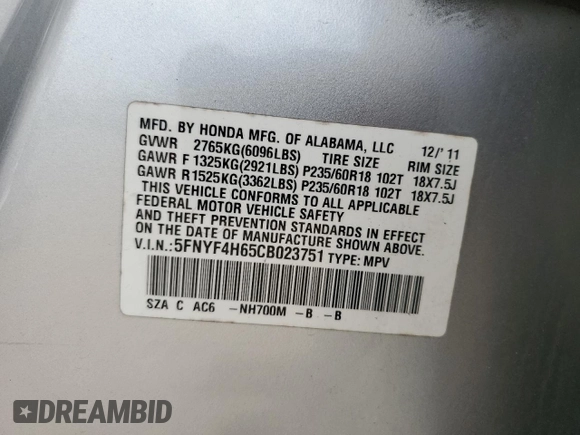 MFD. BY HONDA MFG. OF ALABAMA, LLC 12/'11
GVWR 2765KG(6096LBS) TIRE SIZE RIM SIZE
GAWR F 1325KG(2921LBS) P235/60R18 102T 18X7.5J
GAWR R1525KG(3362LBS) P235/60R18 102T 18X7.5J
THIS VEHICLE CONFORMS TO ALL APPLICABLE
FEDERAL MOTOR VEHICLE SAFETY
AND THEFT PREVENTION STANDARDS IN EFFECT
ON THE DATE OF MANUFACTURE SHOWN ABOVE.
V.I.N.:5FNYF4H65CB023751 TYPE: MPV
SZA C AC6 -NH700M -B -B
DREAMBID